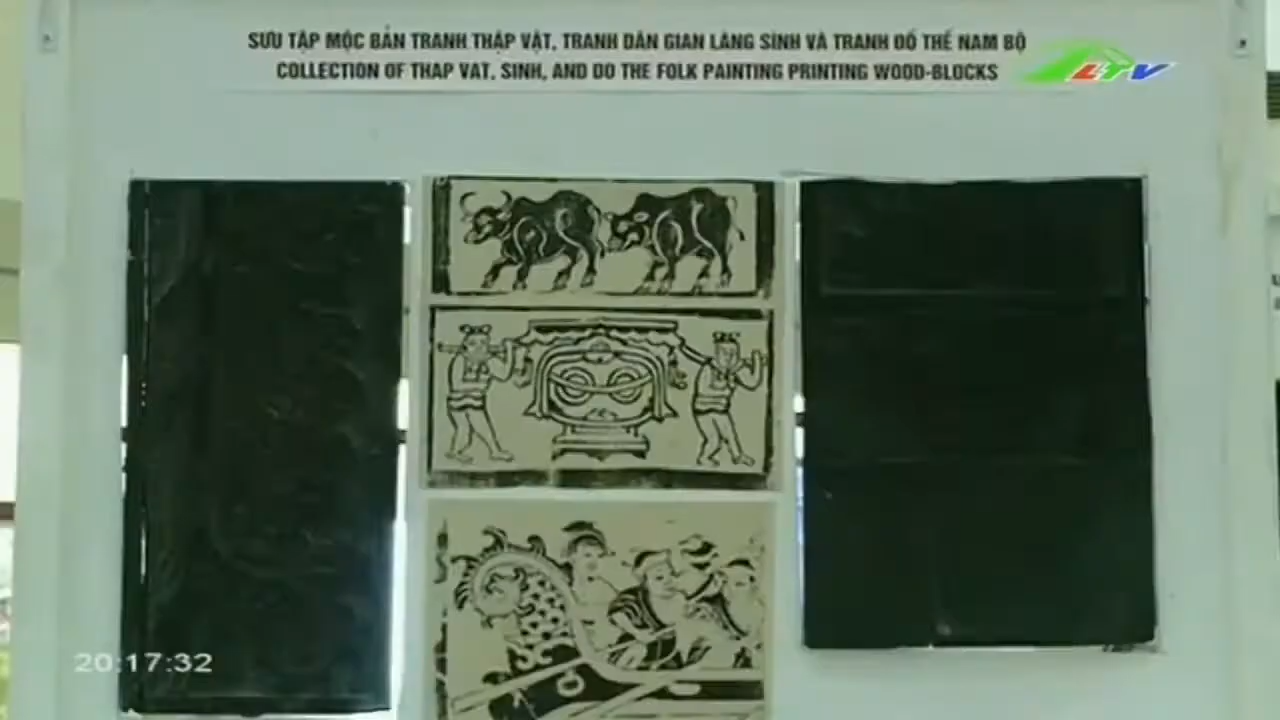 SƯU TẬP MỘC BẢN TRANH THẬP VẬT, TRANH DÂN GIAN LÀNG SÌNH VÀ TRANH ĐỒ THẾ NAM BỘ
COLLECTION OF THAP VAT, SINH, AND DO THE FOLK PAINTING PRINTING WOOD-BLOCKS
LTV
20:17:32